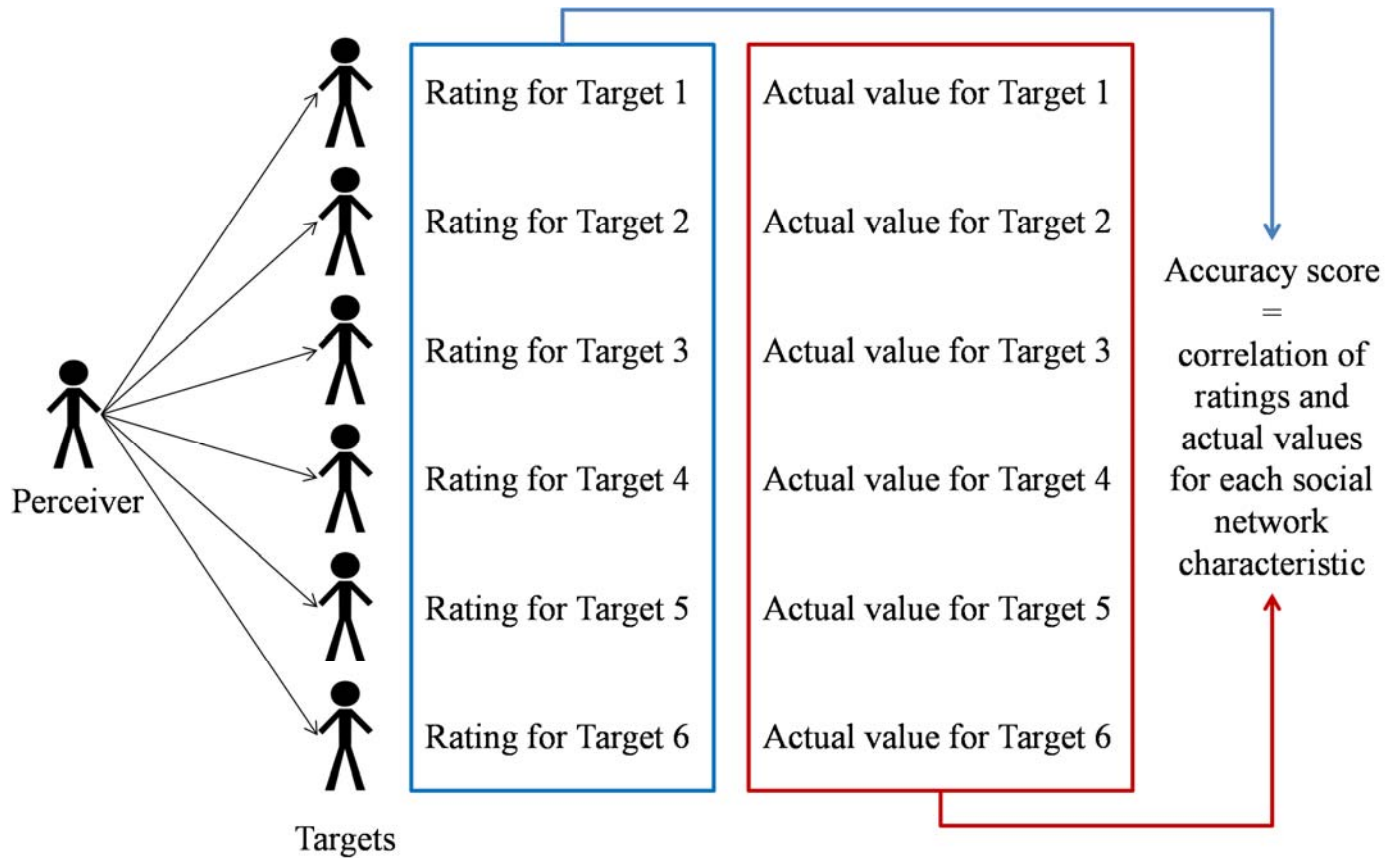 Perceiver
Targets
Rating for Target 1
Rating for Target 2
Rating for Target 3
Rating for Target 4
Rating for Target 5
Rating for Target 6
Actual value for Target 1
Actual value for Target 2
Actual value for Target 3
Actual value for Target 4
Actual value for Target 5
Actual value for Target 6
Accuracy score
=
correlation of
ratings and
actual values
for each social
network
characteristic